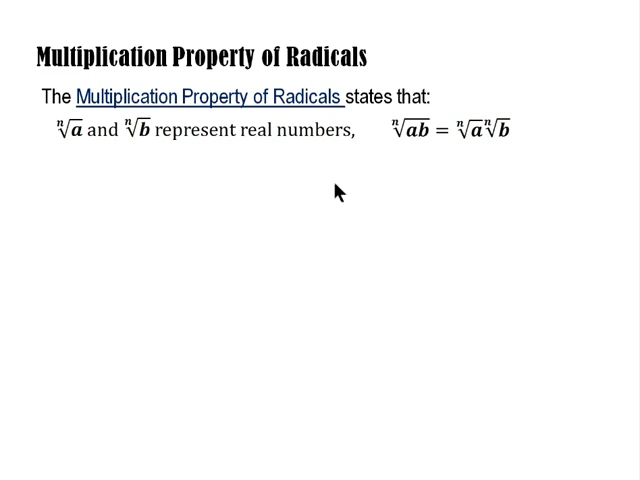 Multiplication Property of Radicals
The Multiplication Property of Radicals states that:
ⁿ√a and ⁿ√b represent real numbers, ⁿ√ab = ⁿ√a ⁿ√b